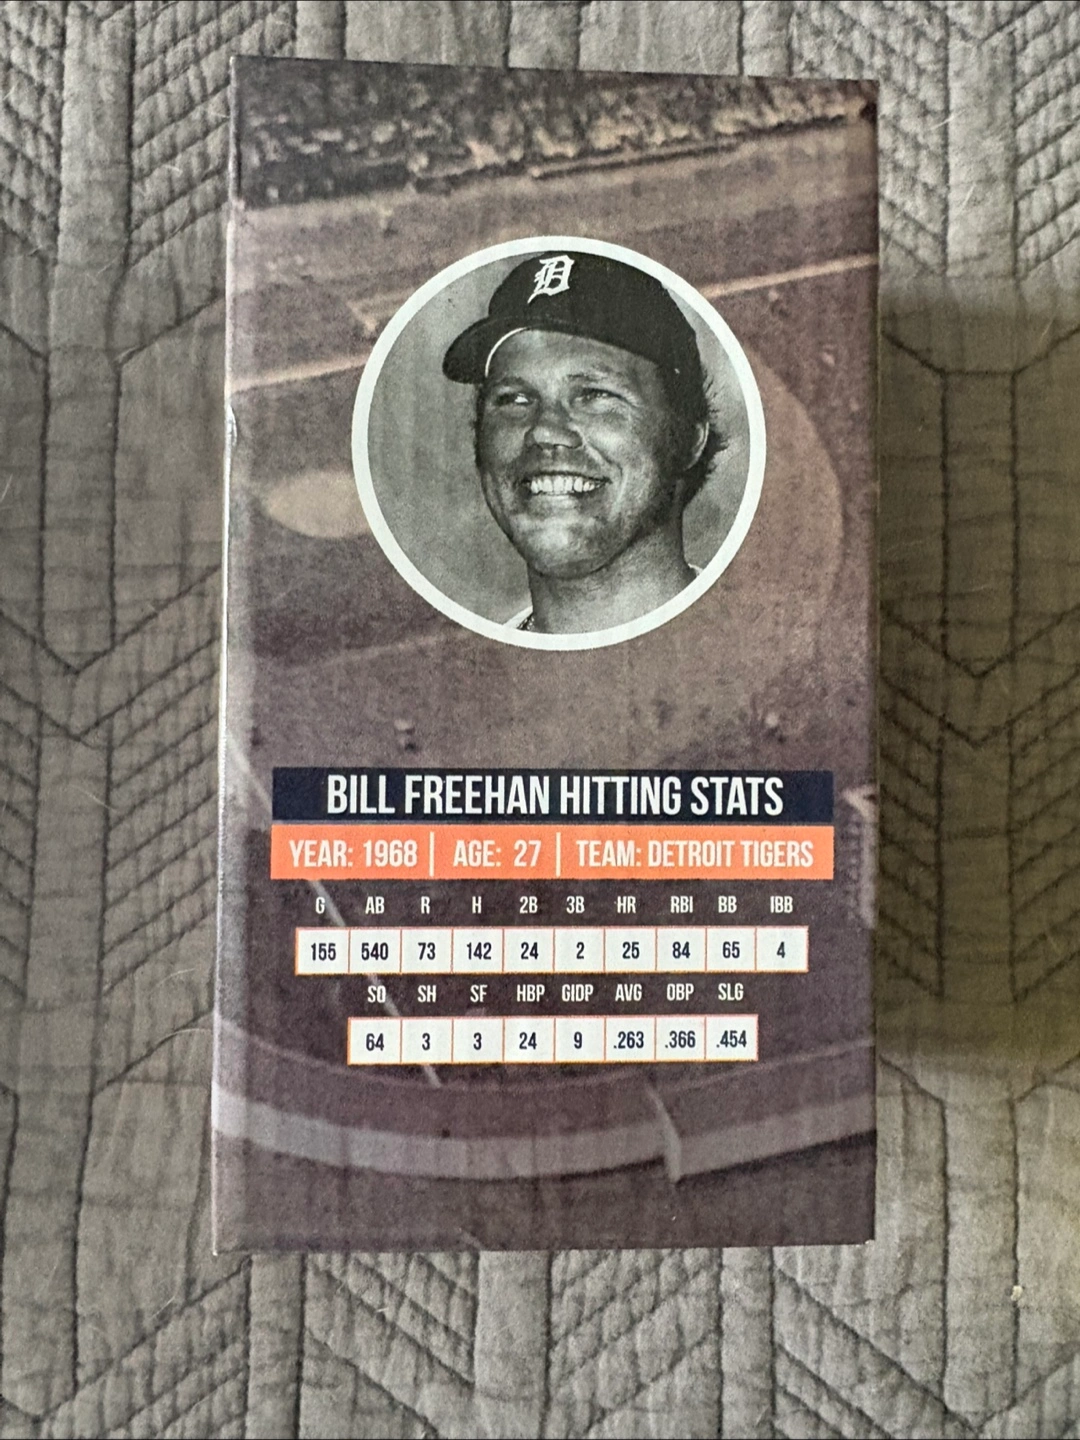 D
BILL FREEHAN HITTING STATS
YEAR: 1968 | AGE: 27 | TEAM: DETROIT TIGERS
G AB R H 2B 3B HR RBI BB IBB
155 540 73 142 24 2 25 84 65 4
SO SH SF HBP GIDP AVG OBP SLG
64 3 3 24 9 .263 .366 .454